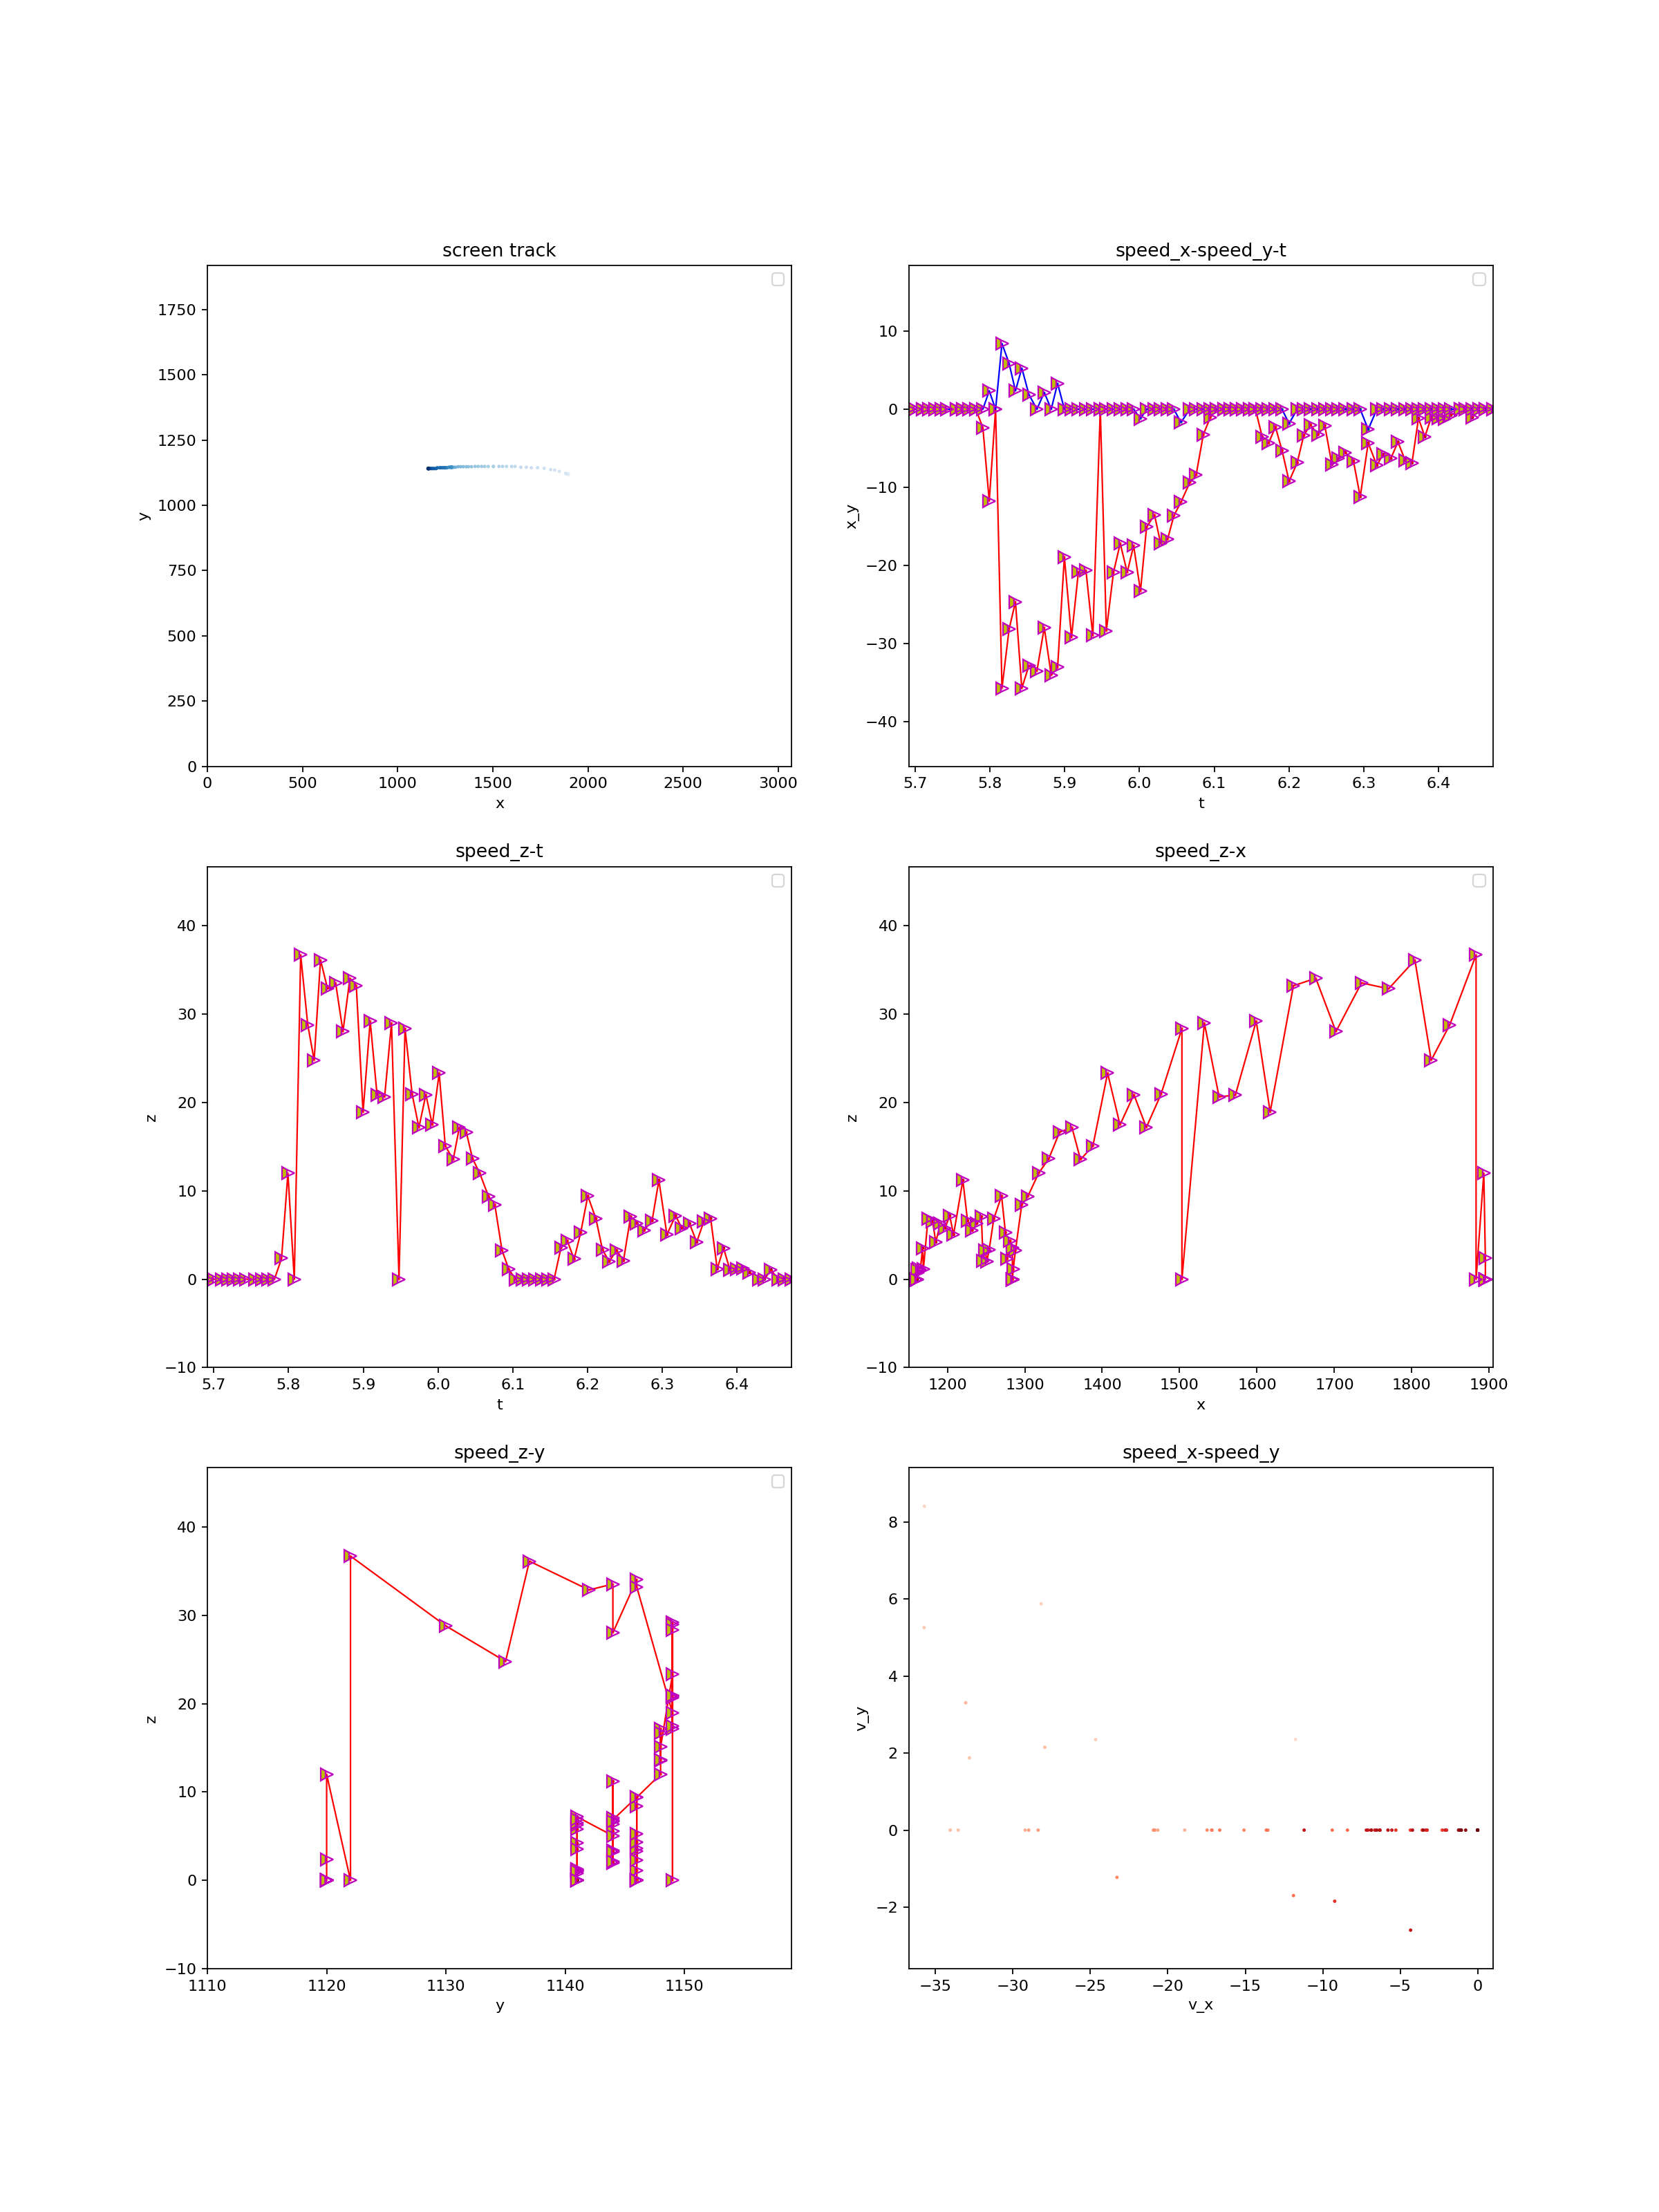 screen track
1750
1500
1250
1000
750
500
250
0
y
0 500 1000 1500 2000 2500 3000
x
speed_x-speed_y-t
10
0
−10
−20
−30
−40
x_y
5.7 5.8 5.9 6.0 6.1 6.2 6.3 6.4
t
speed_z-t
40
30
20
10
0
−10
z
5.7 5.8 5.9 6.0 6.1 6.2 6.3 6.4
t
speed_z-x
40
30
20
10
0
−10
z
1200 1300 1400 1500 1600 1700 1800 1900
x
speed_z-y
40
30
20
10
0
−10
z
1110 1120 1130 1140 1150
y
speed_x-speed_y
8
6
4
2
0
−2
v_y
−35 −30 −25 −20 −15 −10 −5 0
v_x